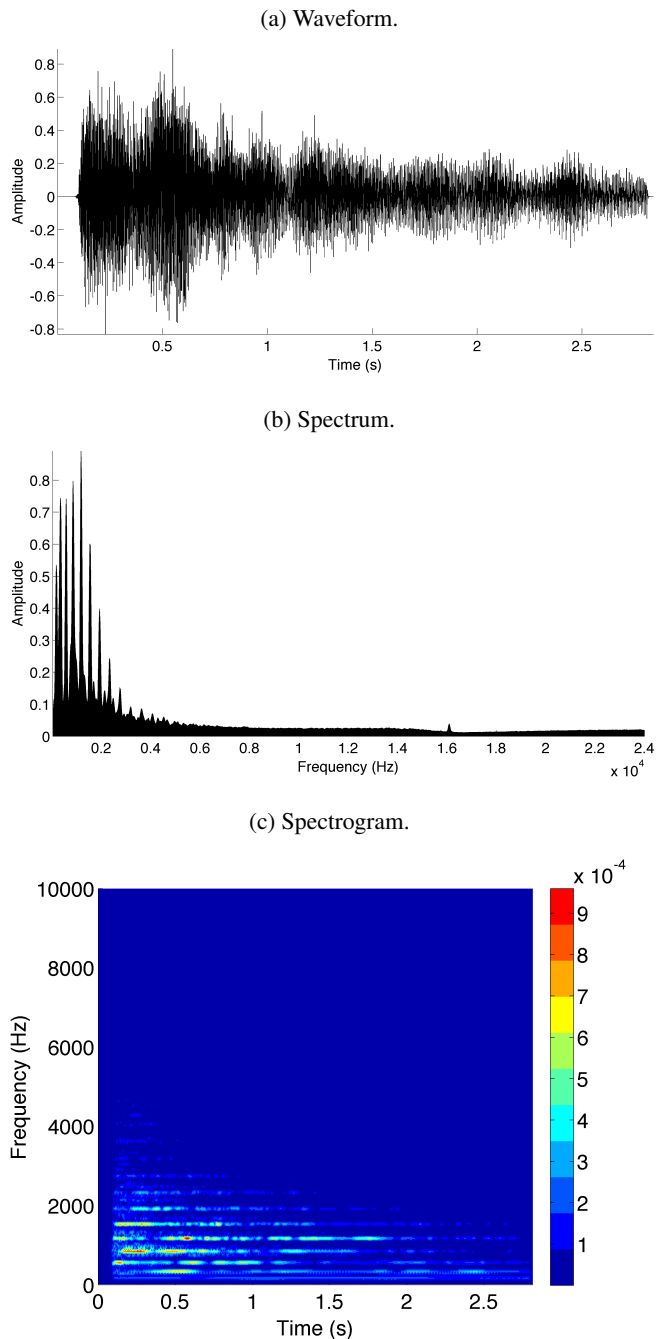 (a) Waveform.
0.8
0.6
0.4
0.2
0
-0.2
-0.4
-0.6
-0.8
Amplitude
0.5 1 1.5 2 2.5
Time (s)
(b) Spectrum.
0.8
0.7
0.6
0.5
0.4
0.3
0.2
0.1
0
Amplitude
0.2 0.4 0.6 0.8 1 1.2 1.4 1.6 1.8 2 2.2 2.4
Frequency (Hz)
x 10^4
(c) Spectrogram.
x 10^-4
10000
8000
6000
4000
2000
0
Frequency (Hz)
9
8
7
6
5
4
3
2
1
0 0.5 1 1.5 2 2.5
Time (s)